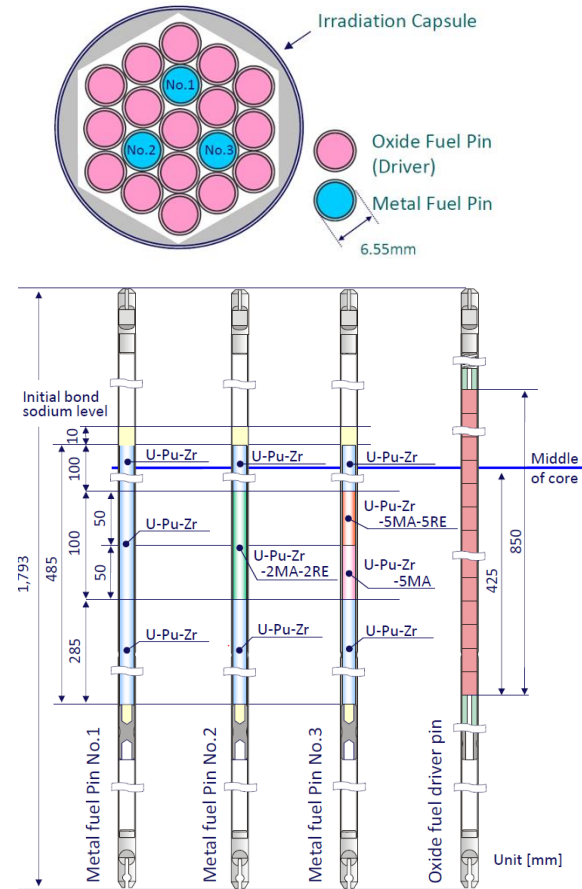 Irradiation Capsule
No.1
No.2
No.3
Oxide Fuel Pin
(Driver)
Metal Fuel Pin
6.55mm
Initial bond
sodium level
10
100
100
50
50
285
485
1,793
U-Pu-Zr
U-Pu-Zr
U-Pu-Zr
U-Pu-Zr
U-Pu-Zr
-2MA-2RE
U-Pu-Zr
U-Pu-Zr
U-Pu-Zr
-5MA-5RE
U-Pu-Zr
-5MA
U-Pu-Zr
Middle
of core
425
850
Metal fuel Pin No.1
Metal fuel Pin No.2
Metal fuel Pin No.3
Oxide fuel driver pin
Unit [mm]